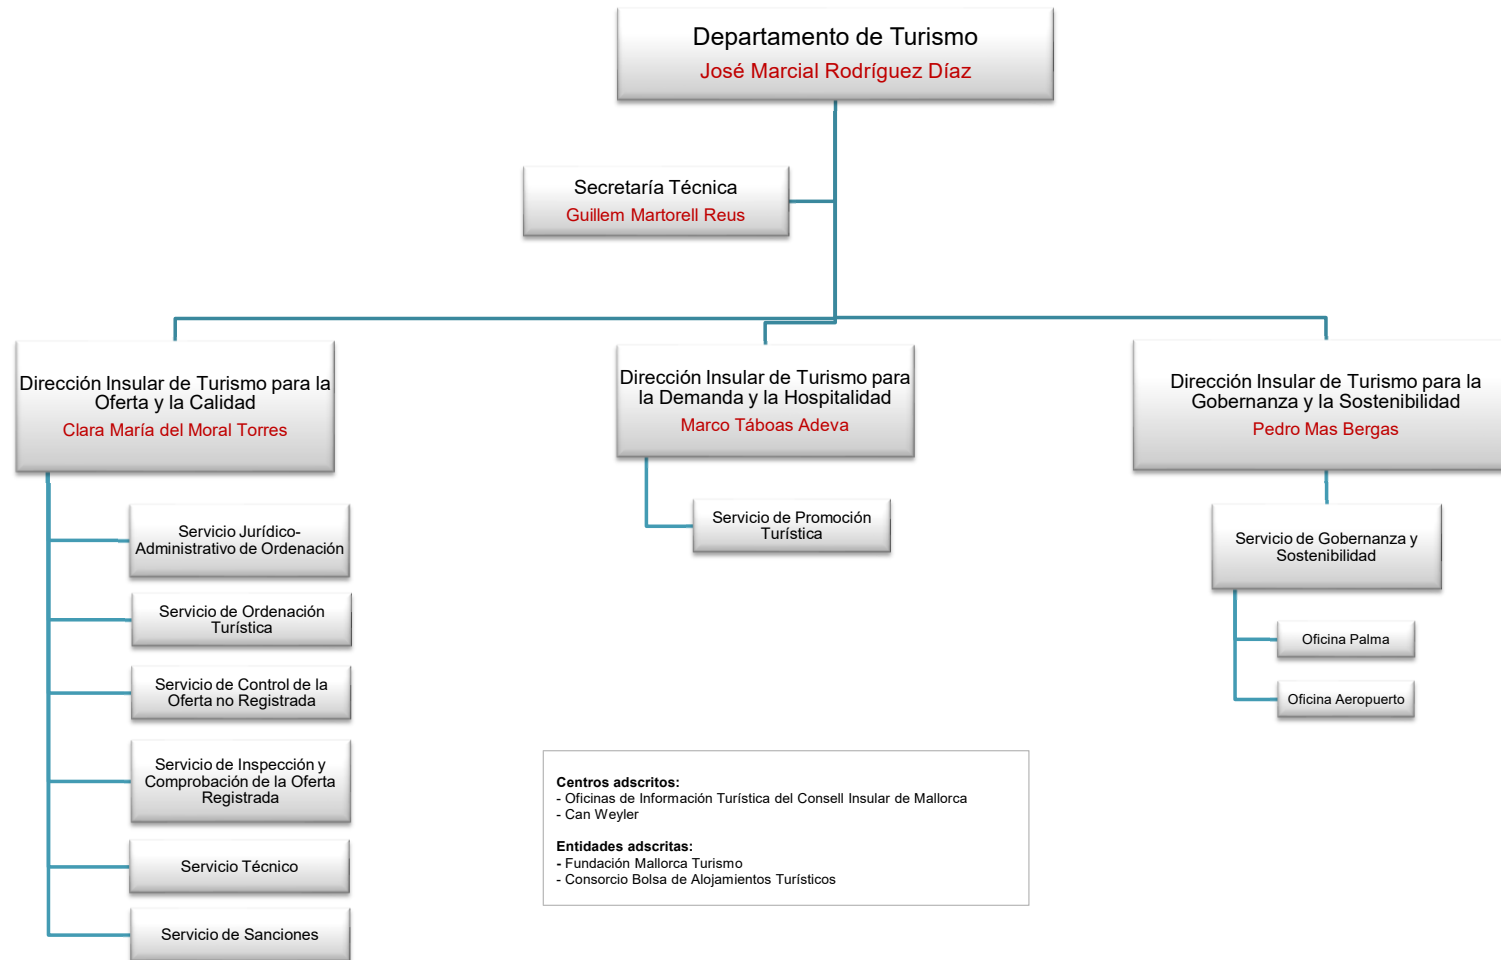 Departamento de Turismo
José Marcial Rodríguez Díaz
Secretaría Técnica
Guillem Martorell Reus
Dirección Insular de Turismo para la
Oferta y la Calidad
Clara María del Moral Torres
Servicio Jurídico-
Administrativo de Ordenación
Servicio de Ordenación
Turística
Servicio de Control de la
Oferta no Registrada
Servicio de Inspección y
Comprobación de la Oferta
Registrada
Servicio Técnico
Servicio de Sanciones
Dirección Insular de Turismo para
la Demanda y la Hospitalidad
Marco Táboas Adeva
Servicio de Promoción
Turística
Dirección Insular de Turismo para la
Gobernanza y la Sostenibilidad
Pedro Mas Bergas
Servicio de Gobernanza y
Sostenibilidad
Oficina Palma
Oficina Aeropuerto
Centros adscritos:
- Oficinas de Información Turística del Consell Insular de Mallorca
- Can Weyler
Entidades adscritas:
- Fundación Mallorca Turismo
- Consorcio Bolsa de Alojamientos Turísticos